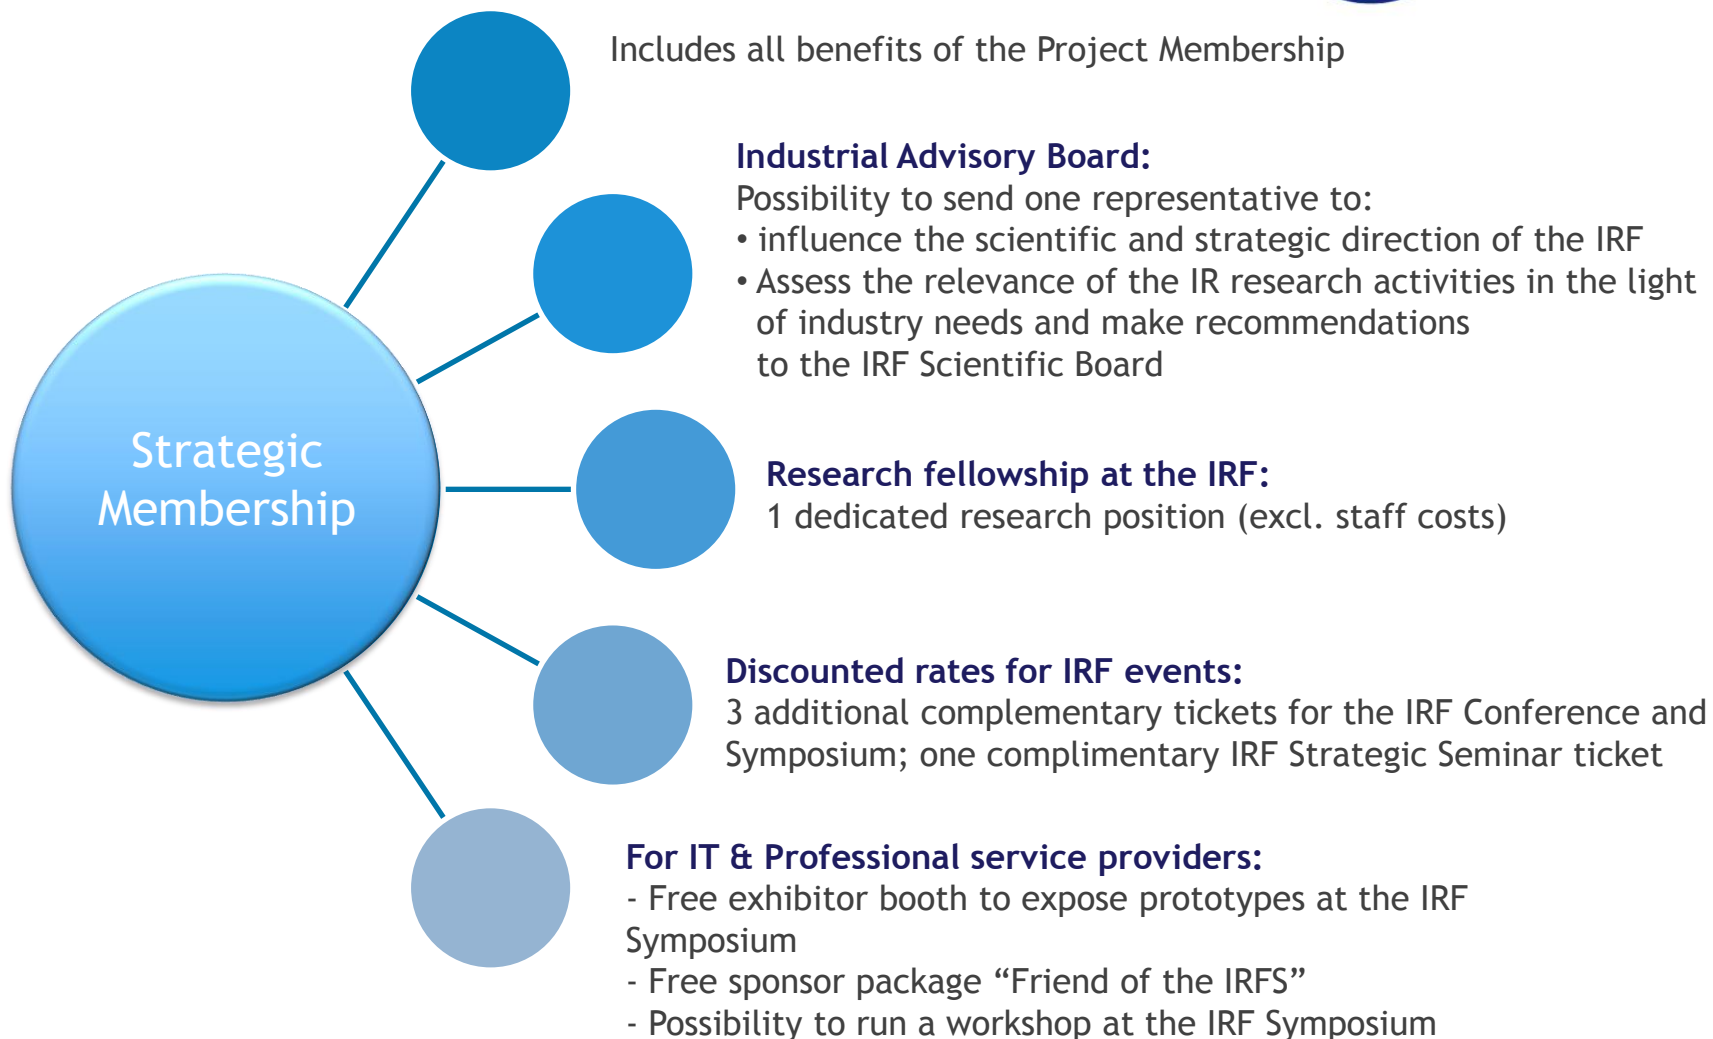 Includes all benefits of the Project Membership
Industrial Advisory Board:
Possibility to send one representative to:
• influence the scientific and strategic direction of the IRF
• Assess the relevance of the IR research activities in the light
of industry needs and make recommendations
to the IRF Scientific Board
Strategic
Membership
Research fellowship at the IRF:
1 dedicated research position (excl. staff costs)
Discounted rates for IRF events:
3 additional complementary tickets for the IRF Conference and
Symposium; one complimentary IRF Strategic Seminar ticket
For IT & Professional service providers:
- Free exhibitor booth to expose prototypes at the IRF
Symposium
- Free sponsor package “Friend of the IRFS”
- Possibility to run a workshop at the IRF Symposium